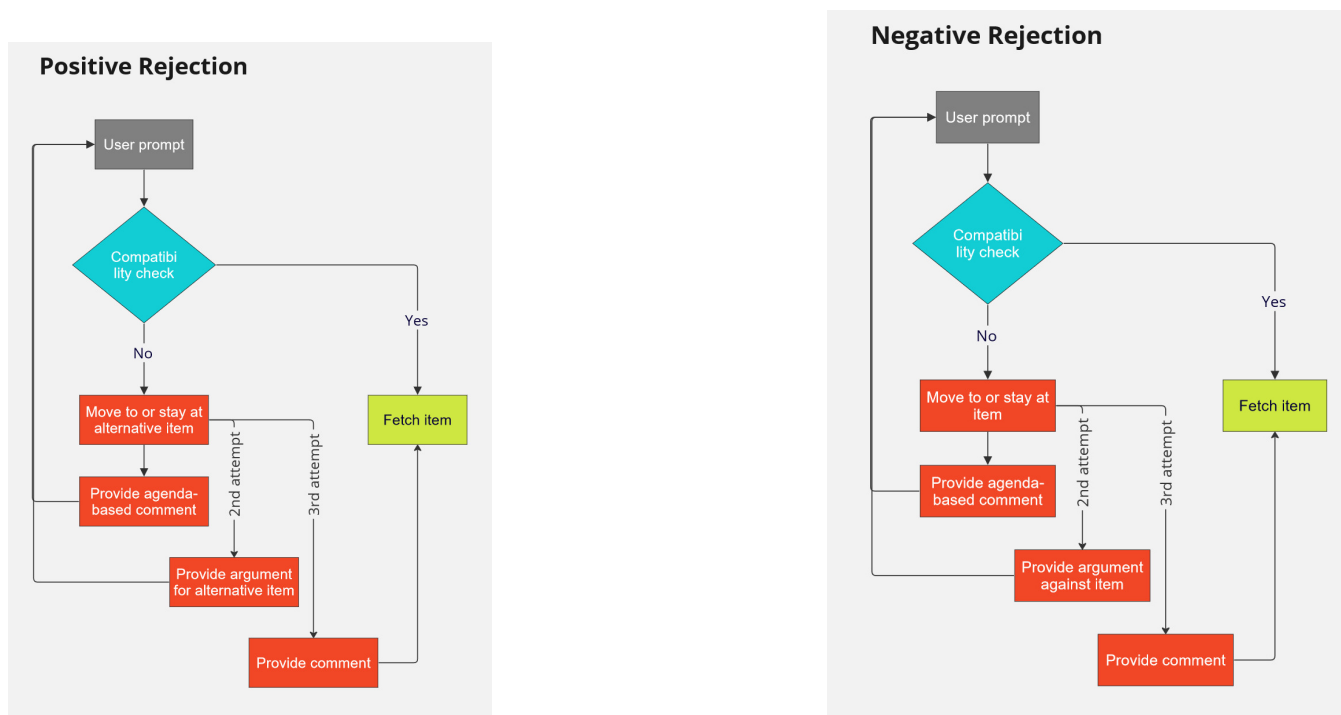 Positive Rejection
User prompt
Compatibi
lity check
Yes
No
Move to or stay at
alternative item
Fetch item
2nd attempt
3rd attempt
Provide agenda-
based comment
Provide argument
for alternative item
Provide comment
Negative Rejection
User prompt
Compatibi
lity check
Yes
No
Move to or stay at
item
Fetch item
2nd attempt
3rd attempt
Provide agenda-
based comment
Provide argument
against item
Provide comment